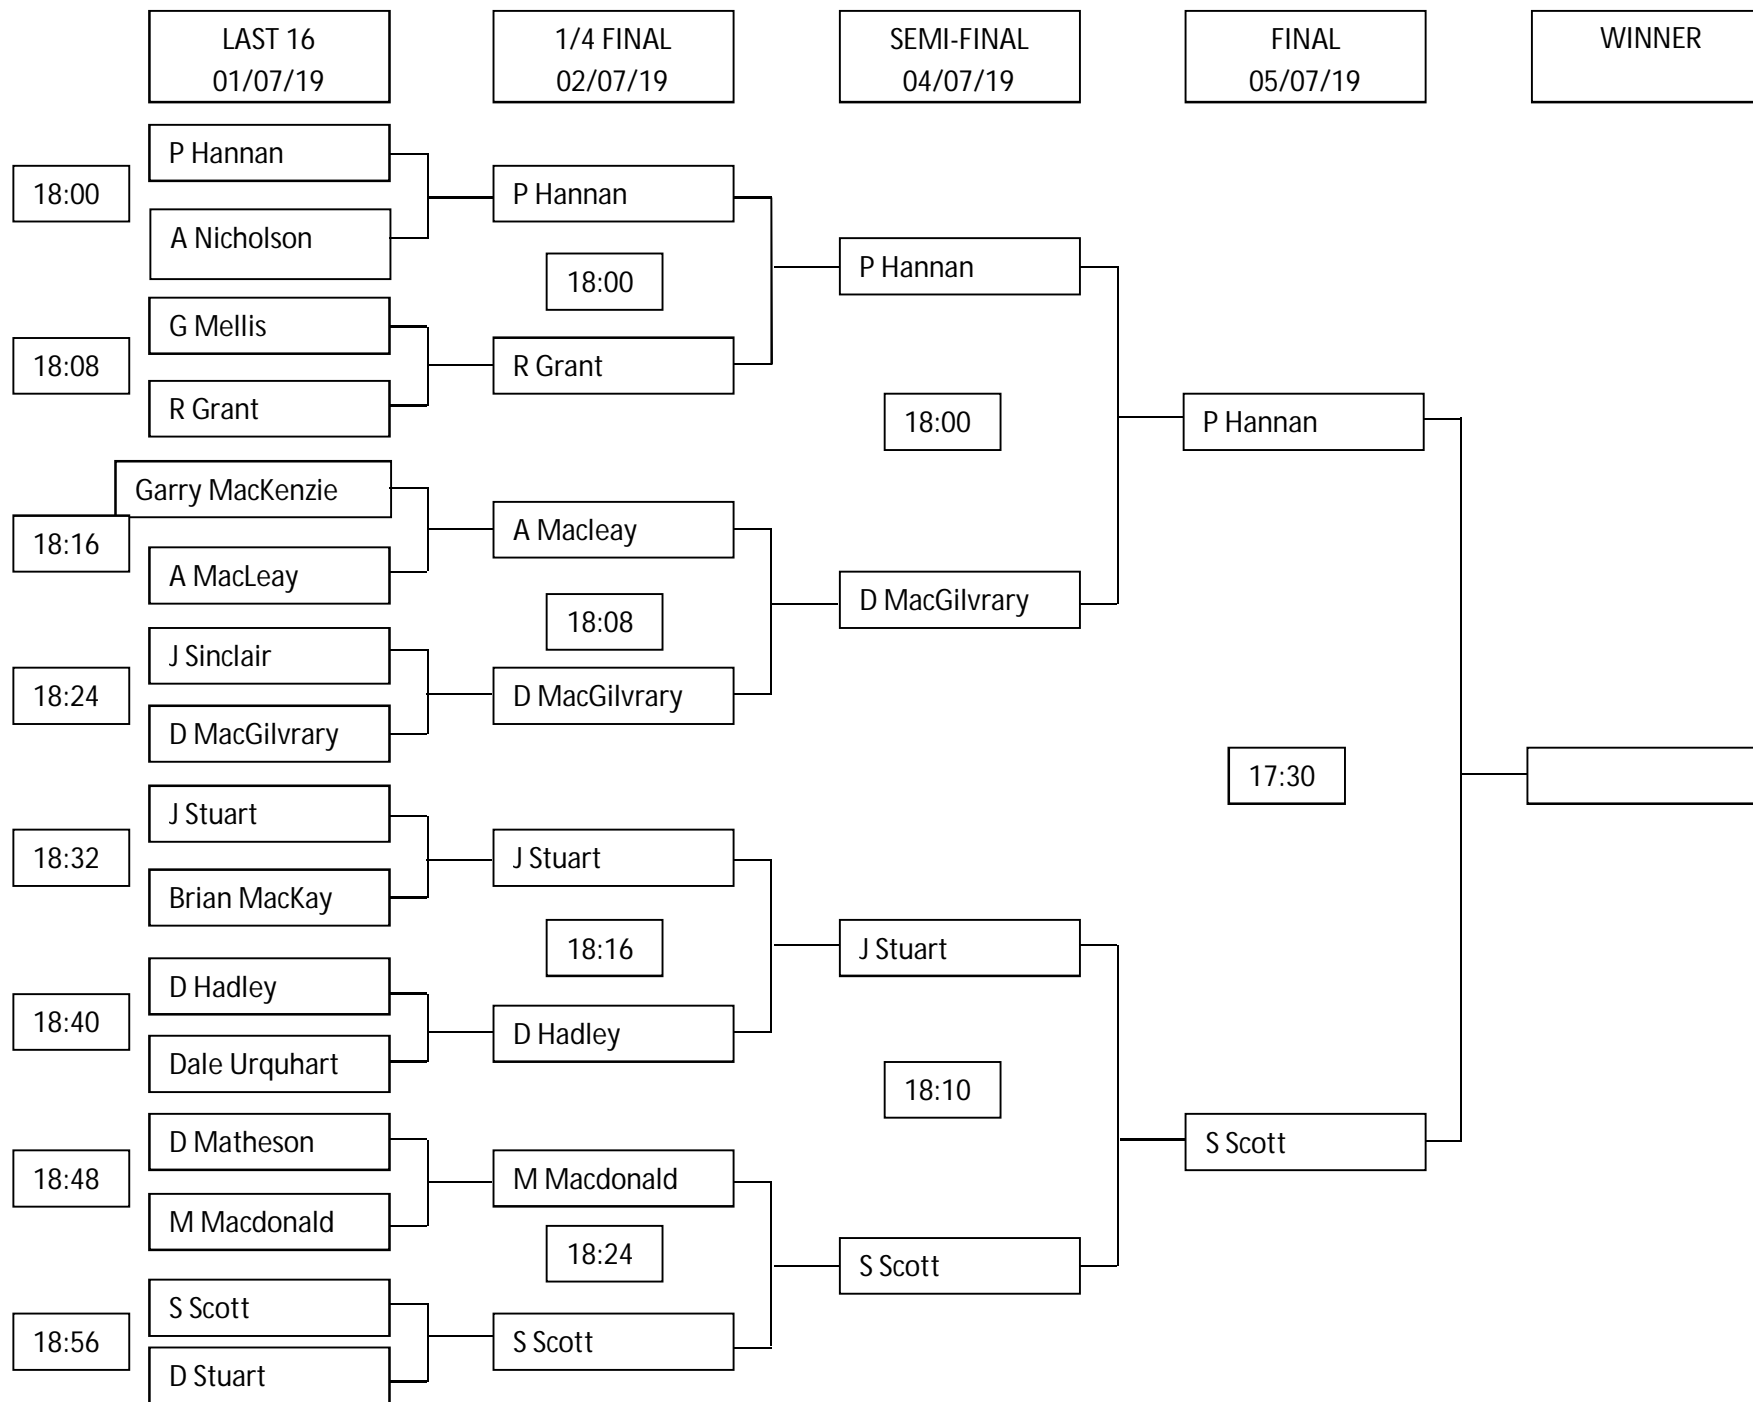 LAST 16
01/07/19
1/4 FINAL
02/07/19
SEMI-FINAL
04/07/19
FINAL
05/07/19
WINNER
P Hannan
18:00
A Nicholson
G Mellis
18:08
R Grant
Garry MacKenzie
18:16
A MacLeay
J Sinclair
18:24
D MacGilvrary
J Stuart
18:32
Brian MacKay
D Hadley
18:40
Dale Urquhart
D Matheson
18:48
M Macdonald
S Scott
18:56
D Stuart
P Hannan
18:00
R Grant
A Macleay
18:08
D MacGilvrary
J Stuart
18:16
D Hadley
M Macdonald
18:24
S Scott
P Hannan
18:00
D MacGilvrary
J Stuart
18:10
S Scott
P Hannan
17:30
S Scott